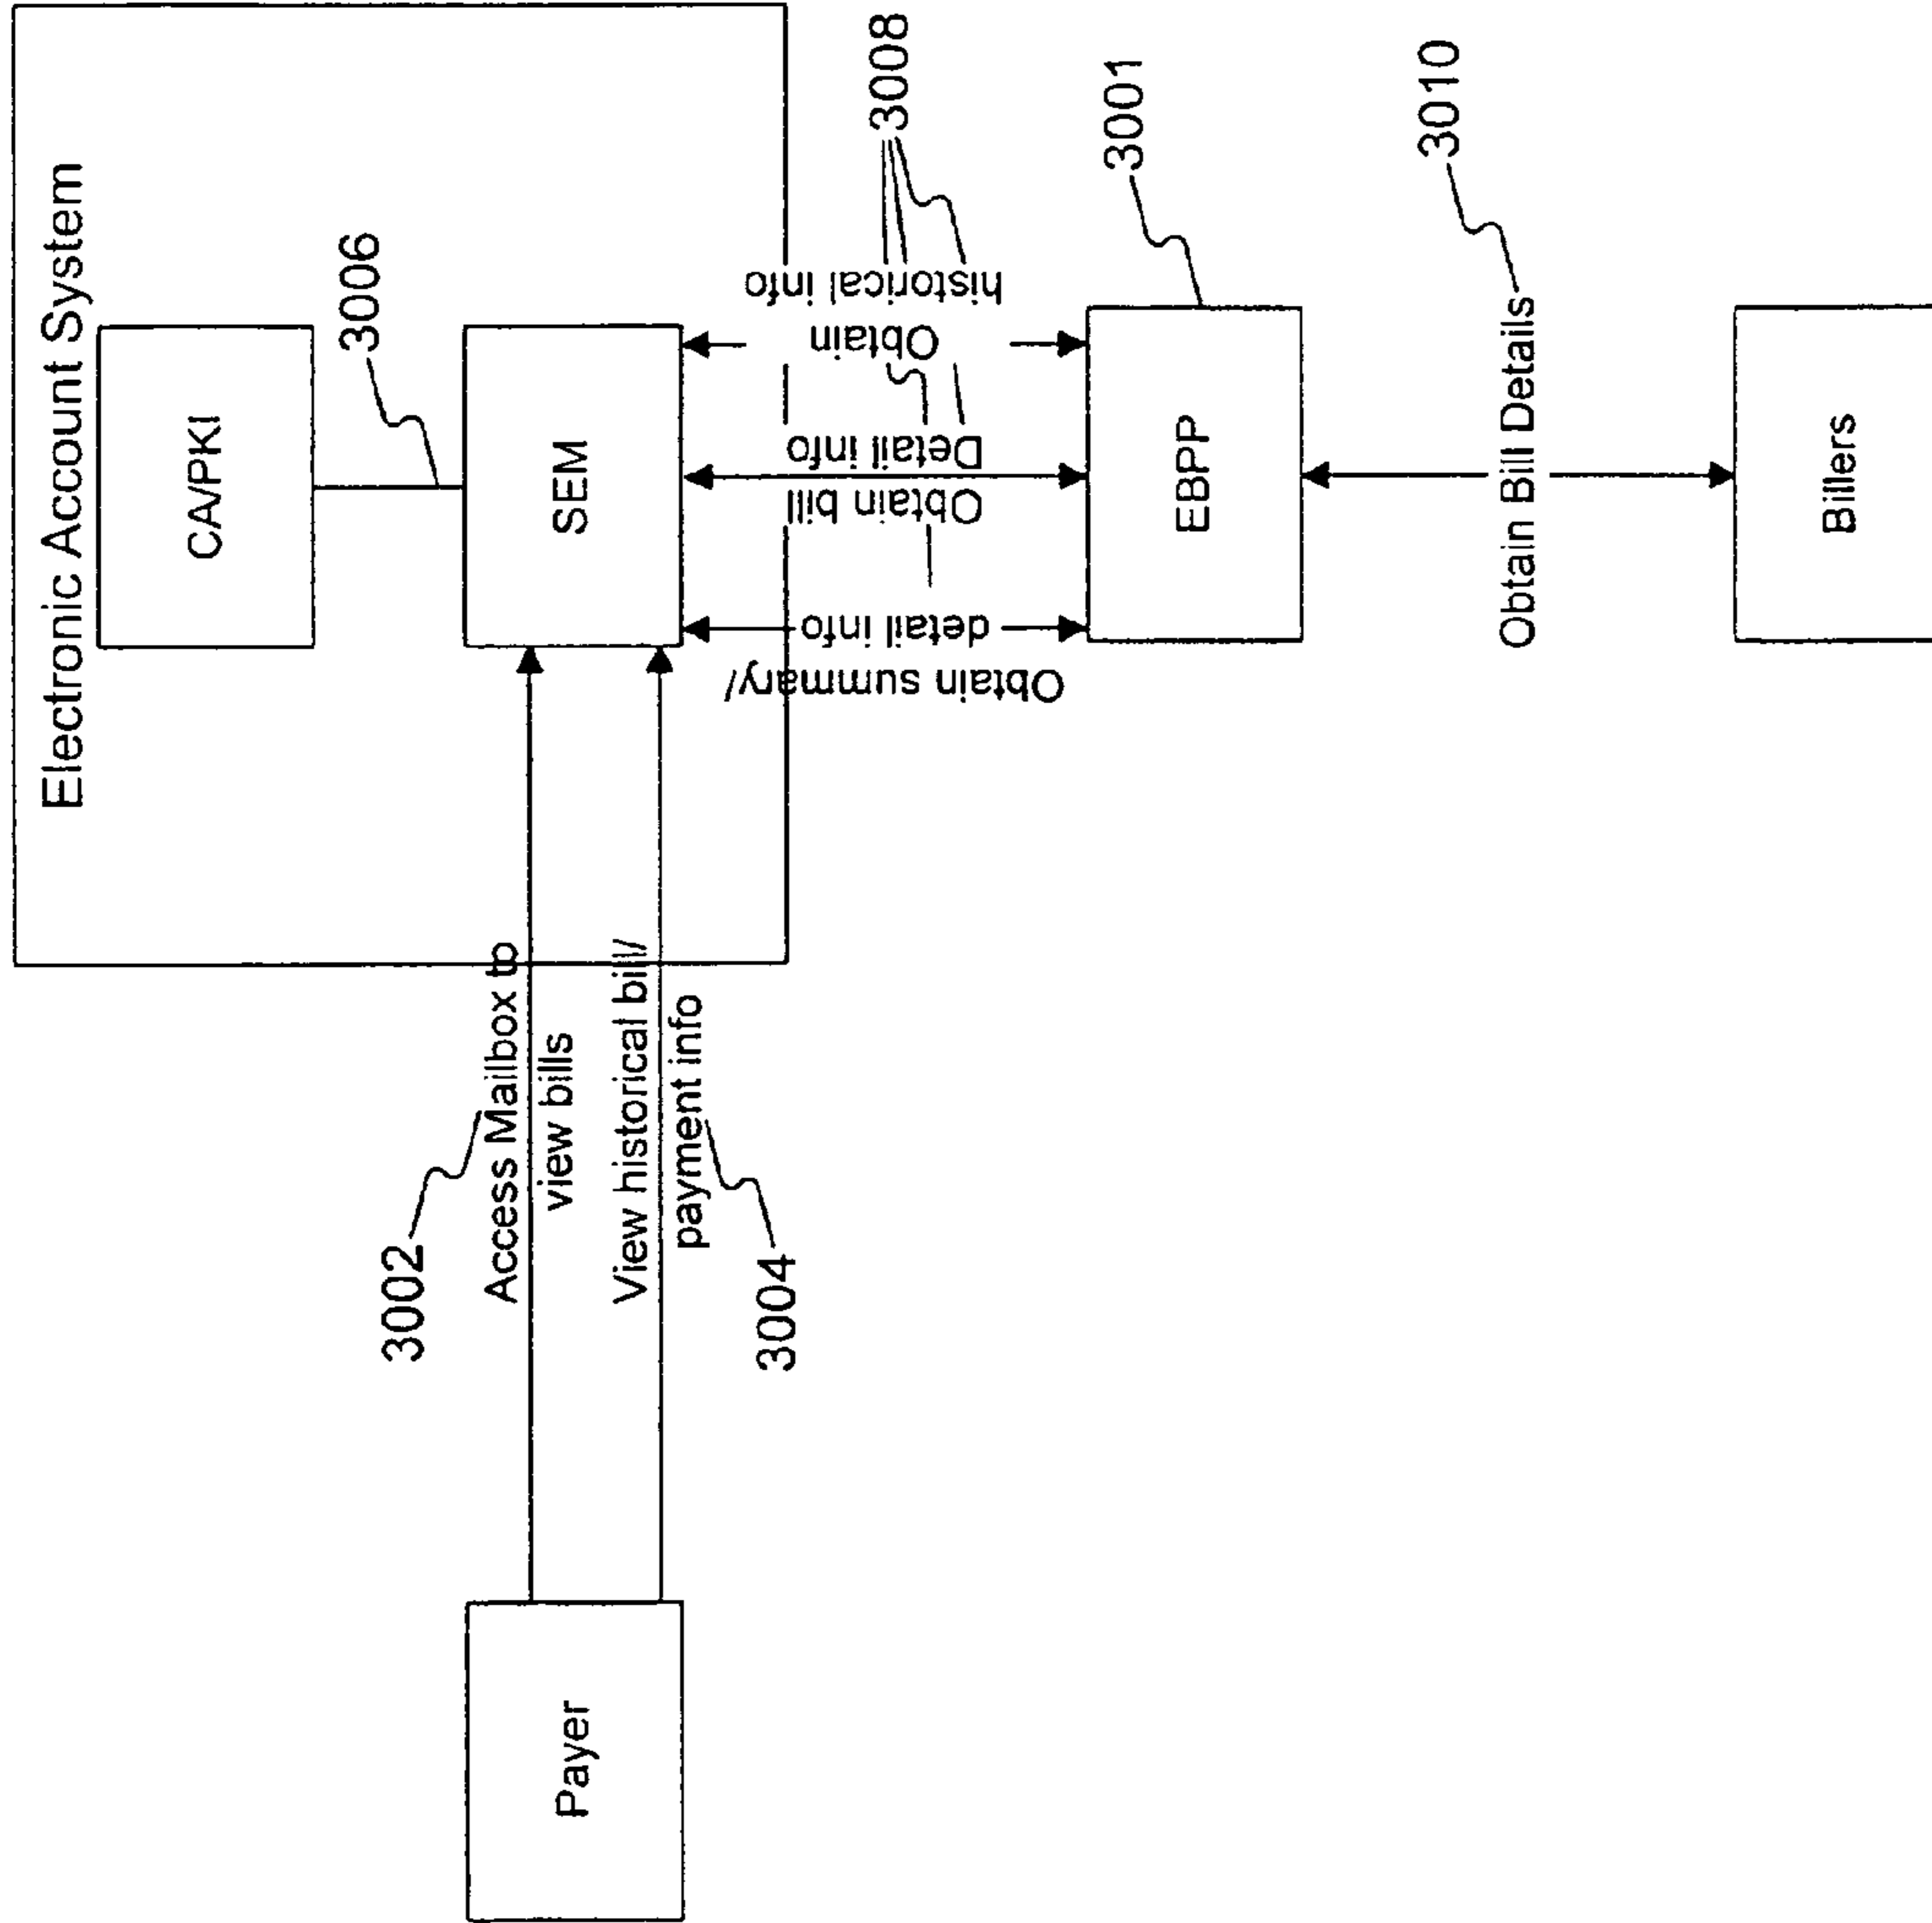 Electronic Account System
CA/PKI
3006
SEM
3002
Access Mailbox to
view bills
View historical bill/
payment info
3004
Payer
Obtain summary/
detail info
Obtain bill
Detail info
Obtain
historical info
3008
EBPP
3001
Obtain Bill Details
3010
Billers